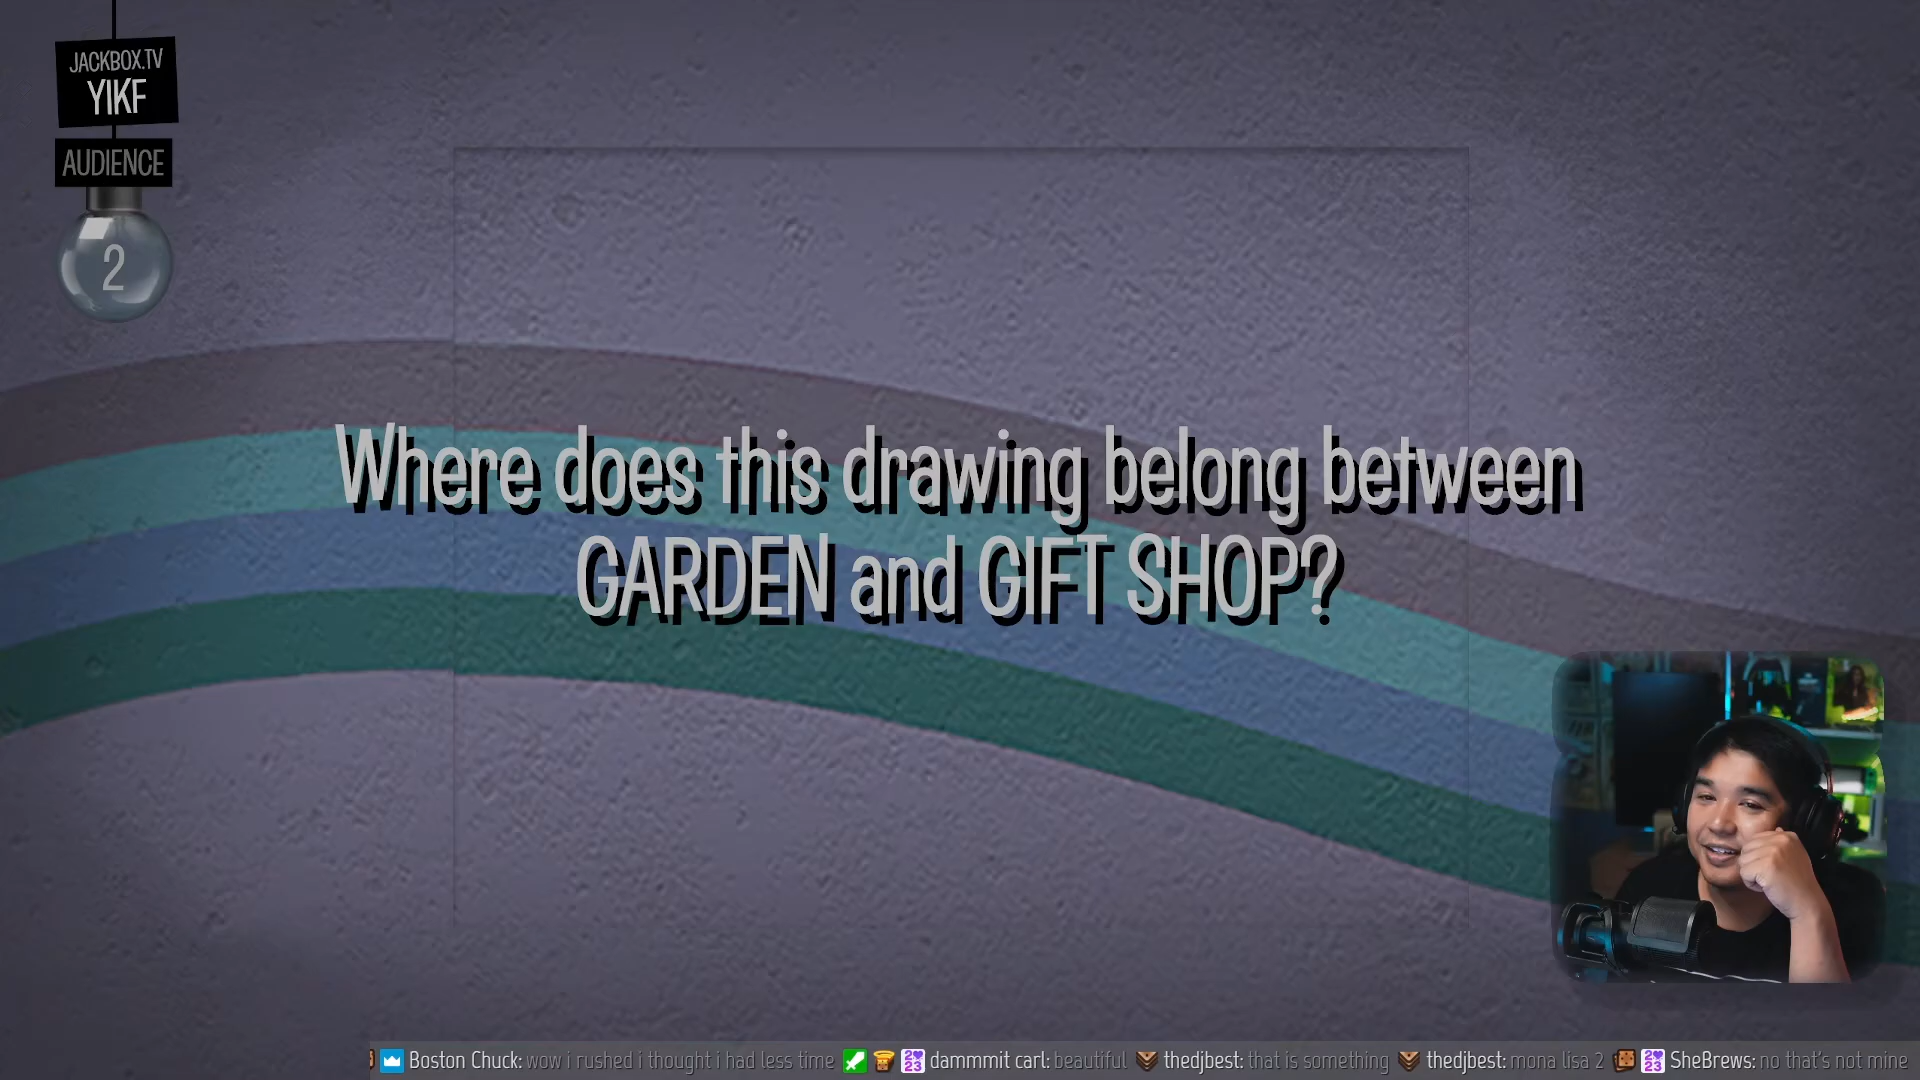 JACKBOX.TV
YIKF
AUDIENCE
2
Where does this drawing belong between
GARDEN and GIFT SHOP?
Boston Chuck: wow i rushed i thought i had less time dammmit carl: beautiful thedjbest: that is something thedjbest: mona lisa 2 SheBrews: no that's not mine